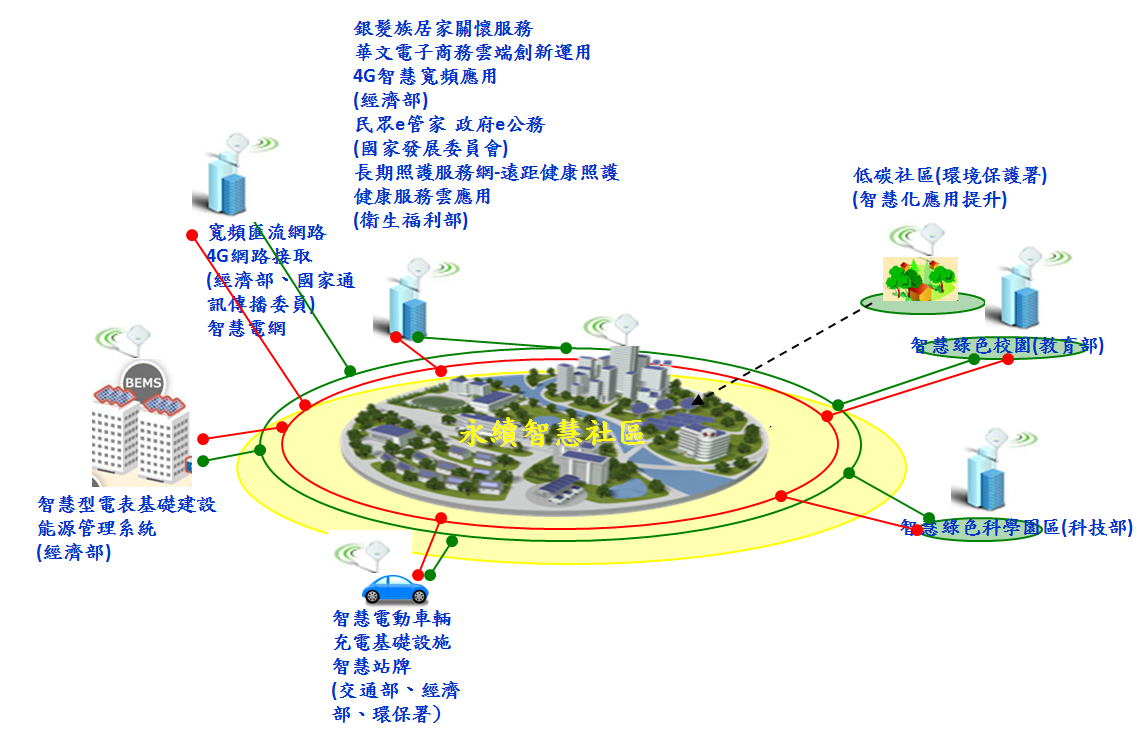 銀髮族居家關懷服務
華文電子商務雲端創新運用
4G智慧寬頻應用
(經濟部)
民眾e管家 政府e公務
(國家發展委員會)
長期照護服務網-遠距健康照護
健康服務雲應用
(衛生福利部)
低碳社區(環境保護署)
(智慧化應用提升)
寬頻匯流網路
4G網路接取
(經濟部、國家通
訊傳播委員)
智慧電網
智慧綠色校園(教育部)
BEMS
永續智慧社區
智慧型電表基礎建設
能源管理系統
(經濟部)
智慧綠色科學園區(科技部)
智慧電動車輛
充電基礎設施
智慧站牌
(交通部、經濟
部、環保署）